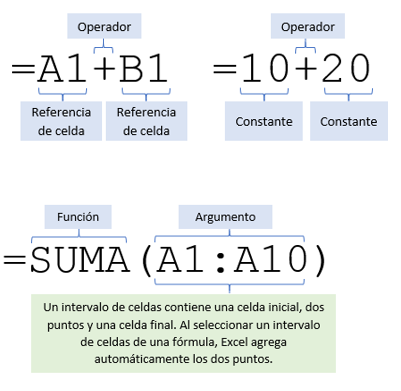 Operador
Operador
=A1+B1
=10+20
Referencia
de celda
Referencia
de celda
Constante
Constante
Función
Argumento
=SUMA(A1:A10)
Un intervalo de celdas contiene una celda inicial, dos
puntos y una celda final. Al seleccionar un intervalo
de celdas de una fórmula, Excel agrega
automáticamente los dos puntos.